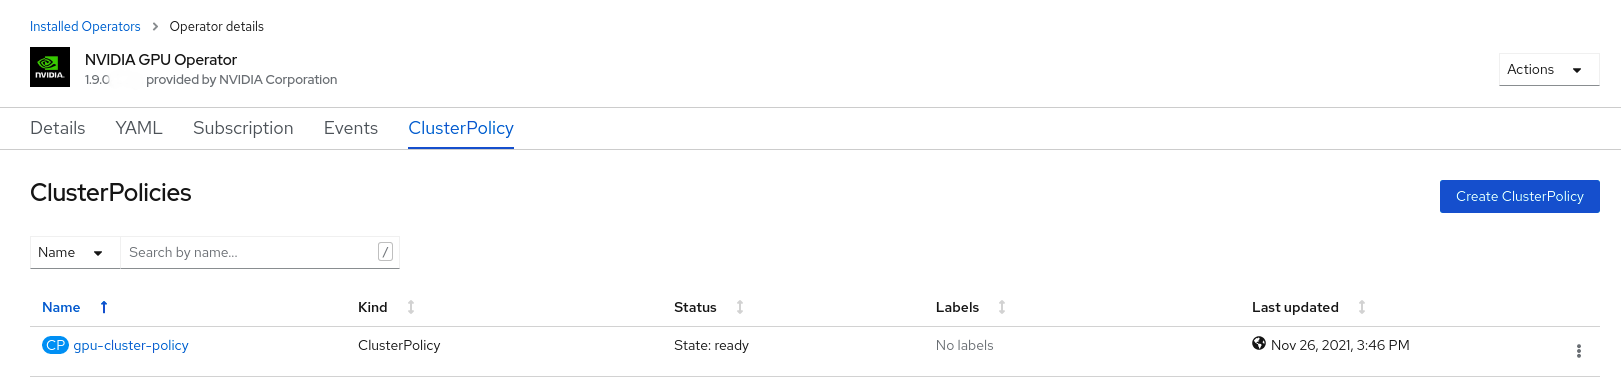 Installed Operators > Operator details
NVIDIA GPU Operator
1.9.0 provided by NVIDIA Corporation
NVIDIA.
Actions
Details YAML Subscription Events ClusterPolicy
ClusterPolicies
Create ClusterPolicy
Name Search by name... /
Name Kind Status Labels Last updated
CP gpu-cluster-policy ClusterPolicy State: ready No labels Nov 26, 2021, 3:46 PM